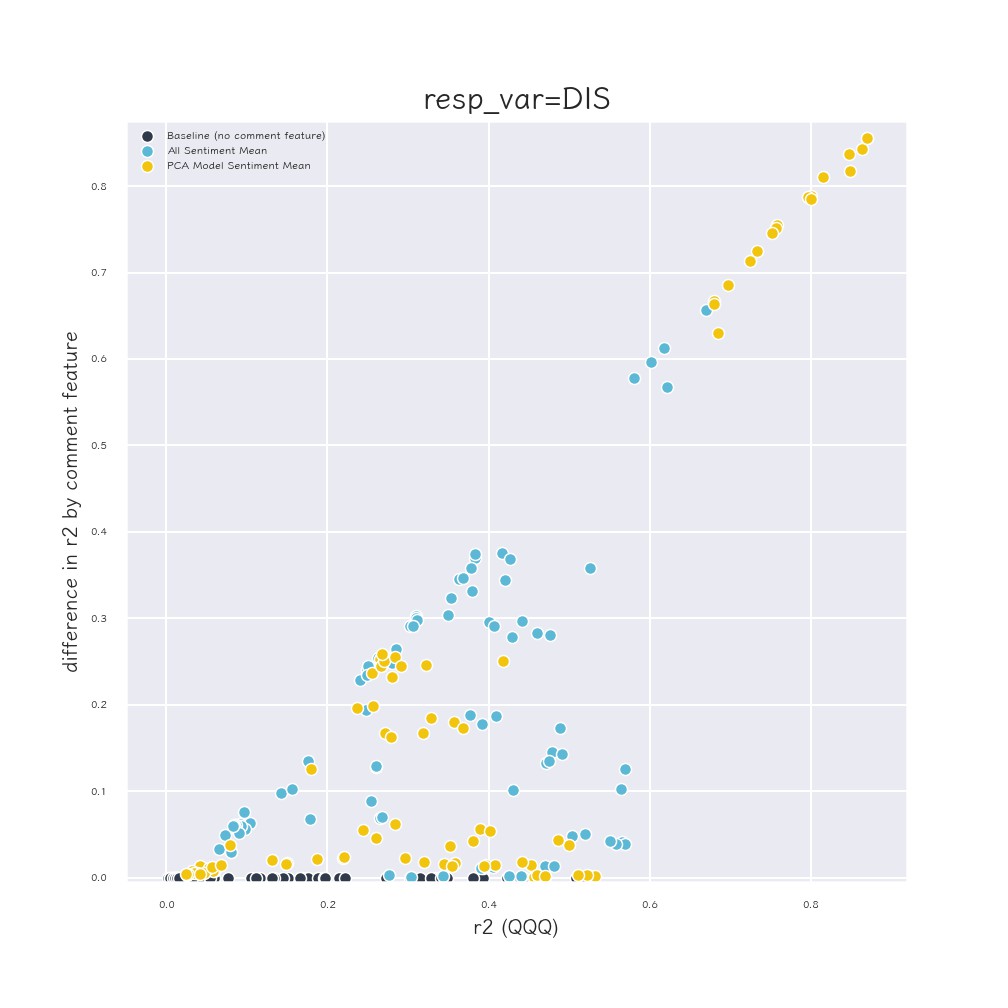 resp_var=DIS
Baseline (no comment feature)
All Sentiment Mean
PCA Model Sentiment Mean
difference in r2 by comment feature
0.8
0.7
0.6
0.5
0.4
0.3
0.2
0.1
0.0
0.0 0.2 0.4 0.6 0.8
r2 (QQQ)